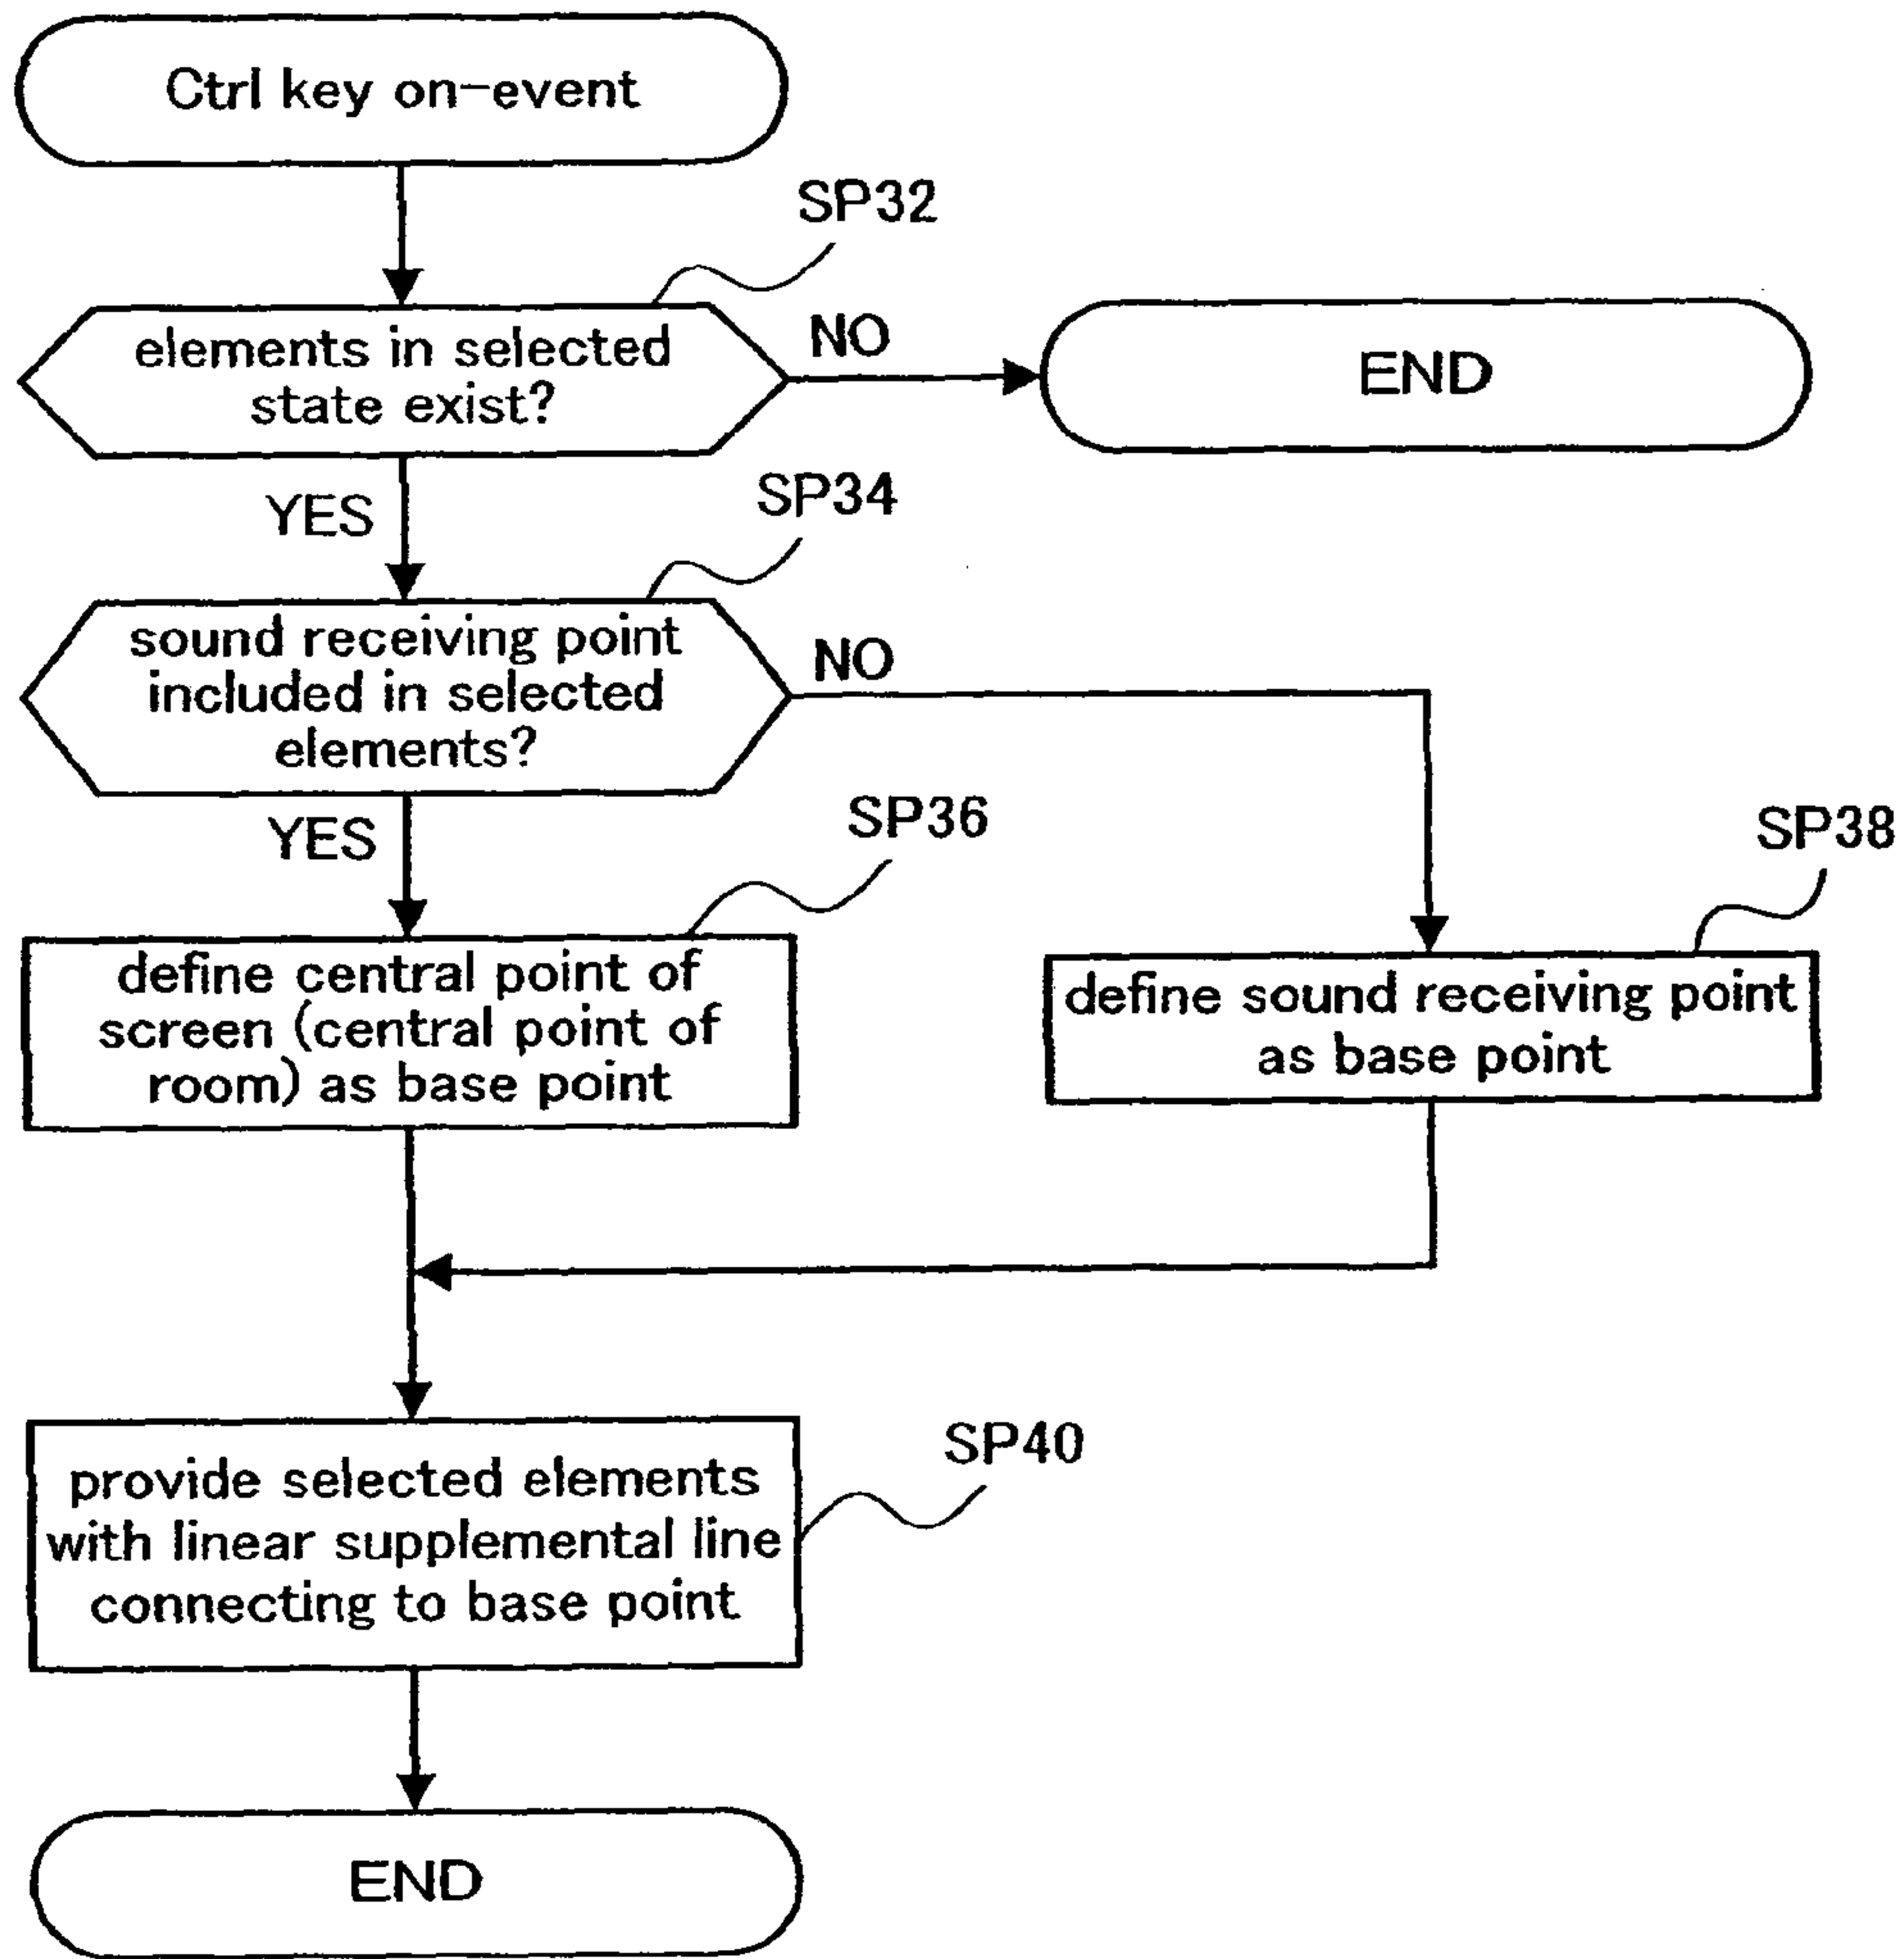 Ctrl key on-event
SP32
elements in selected
state exist?
NO
END
YES
SP34
sound receiving point
included in selected
elements?
NO
YES
SP36
SP38
define central point of
screen (central point of
room) as base point
define sound receiving point
as base point
SP40
provide selected elements
with linear supplemental line
connecting to base point
END